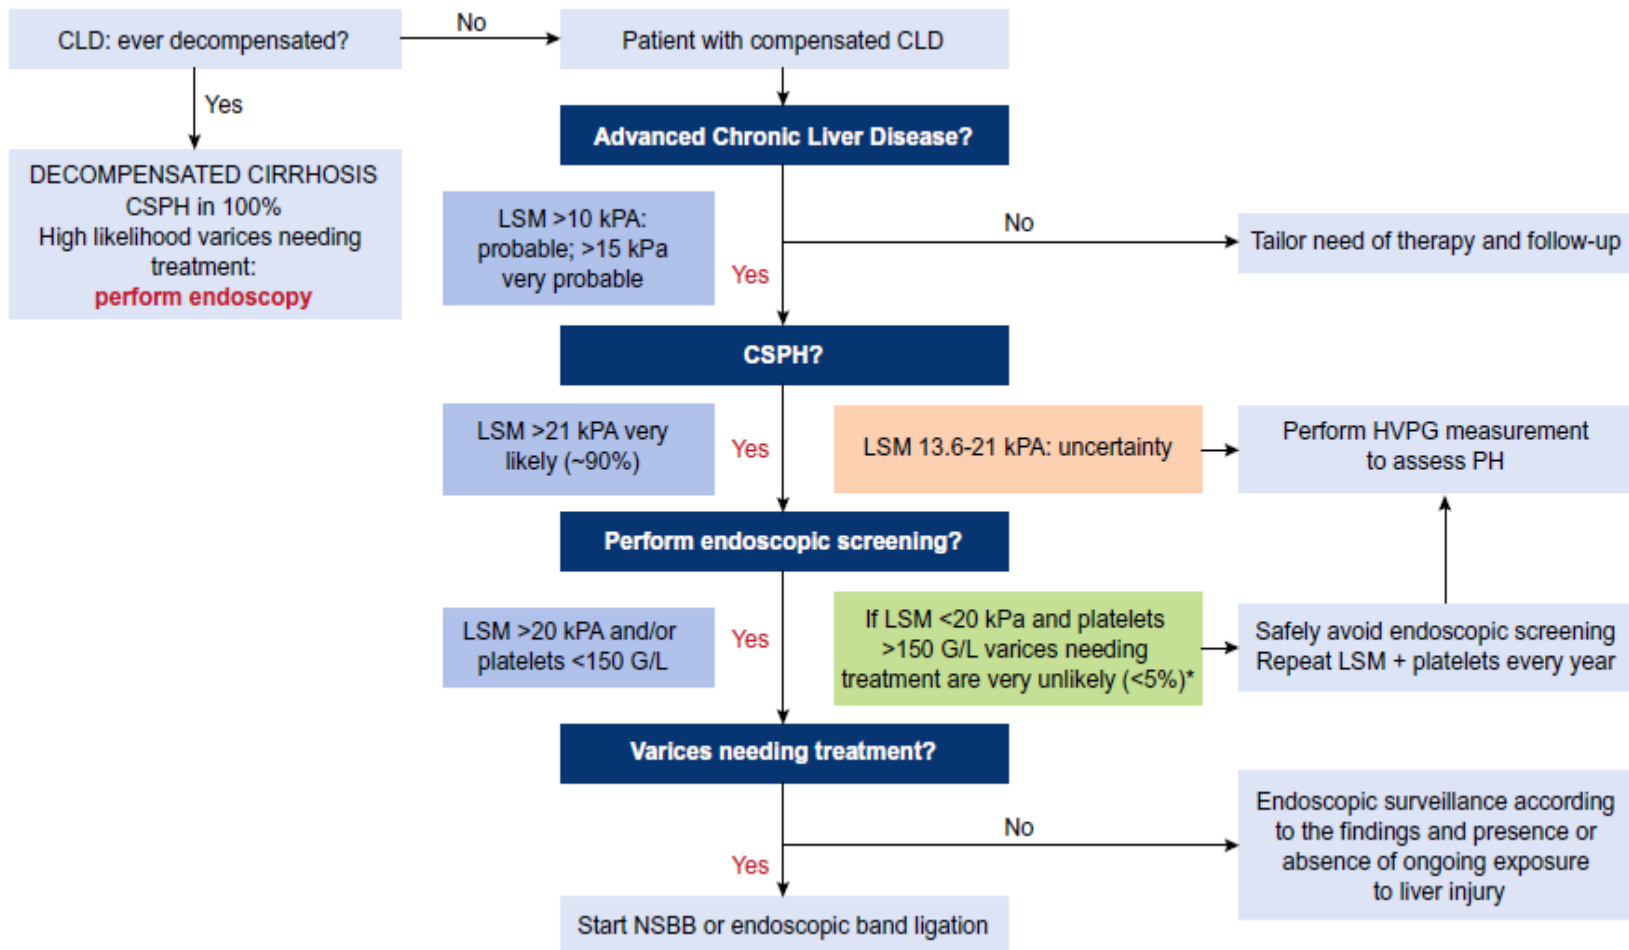 CLD: ever decompensated?
No
Patient with compensated CLD
Yes
DECOMPENSATED CIRRHOSIS
CSPH in 100%
High likelihood varices needing
treatment:
perform endoscopy
Advanced Chronic Liver Disease?
LSM >10 kPA:
probable; >15 kPa
very probable
Yes
No
Tailor need of therapy and follow-up
CSPH?
LSM >21 kPA very
likely (~90%)
Yes
LSM 13.6-21 kPA: uncertainty
Perform HVPG measurement
to assess PH
Perform endoscopic screening?
LSM >20 kPA and/or
platelets <150 G/L
Yes
If LSM <20 kPa and platelets
>150 G/L varices needing
treatment are very unlikely (<5%)*
Safely avoid endoscopic screening
Repeat LSM + platelets every year
Varices needing treatment?
Yes
No
Endoscopic surveillance according
to the findings and presence or
absence of ongoing exposure
to liver injury
Start NSBB or endoscopic band ligation